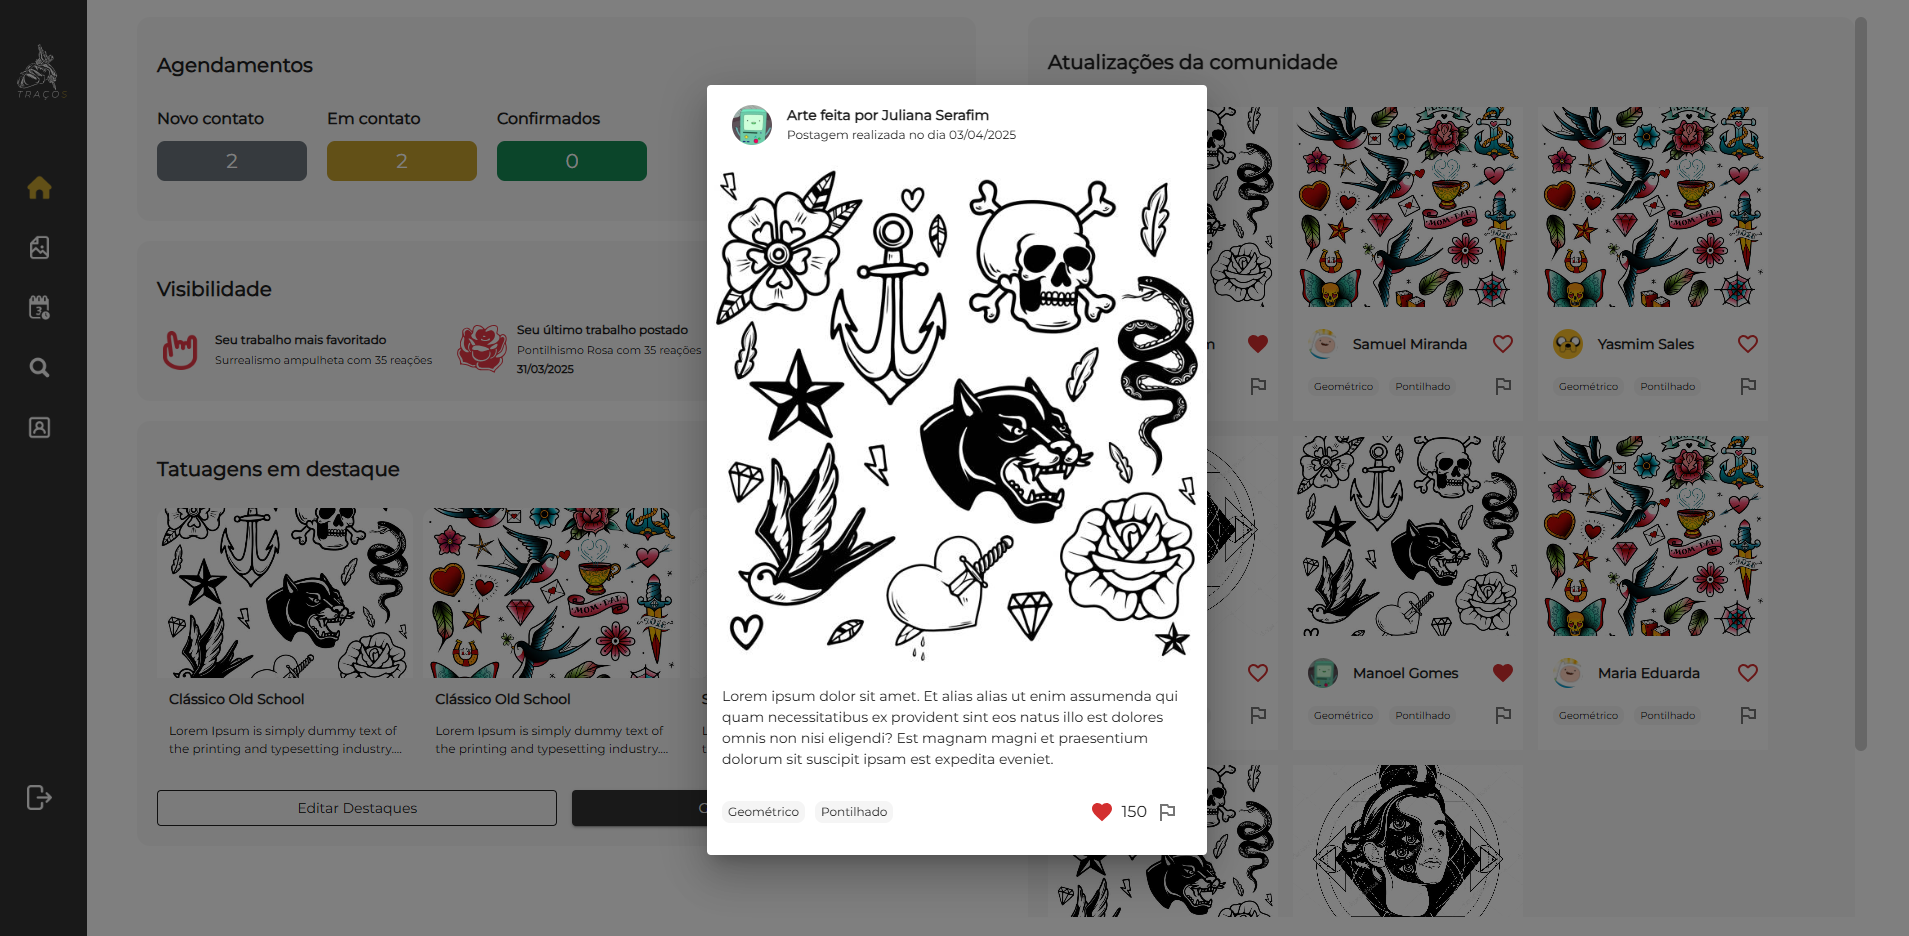 TRAÇOS
Agendamentos
Novo contato
Em contato
Confirmados
2
2
0
Visibilidade
Seu trabalho mais favoritado
Surrealismo ampulheta com 35 reações
Seu último trabalho postado
Pontilhismo Rosa com 35 reações
31/03/2025
Tatuagens em destaque
Clássico Old School
Lorem Ipsum is simply dummy text of
the printing and typesetting industry....
Clássico Old School
Lorem Ipsum is simply dummy text of
the printing and typesetting industry....
Editar Destaques
Arte feita por Juliana Serafim
Postagem realizada no dia 03/04/2025
Lorem ipsum dolor sit amet. Et alias alias ut enim assumenda qui
quam necessitatibus ex provident sint eos natus illo est dolores
omnis non nisi eligendi? Est magnam magni et praesentium
dolorum sit suscipit ipsam est expedita eveniet.
Geométrico
Pontilhado
150
Atualizações da comunidade
MOM-DAD
13
MOM-DAD
13
Samuel Miranda
Geométrico
Pontilhado
Yasmim Sales
Geométrico
Pontilhado
Manoel Gomes
Geométrico
Pontilhado
Maria Eduarda
Geométrico
Pontilhado